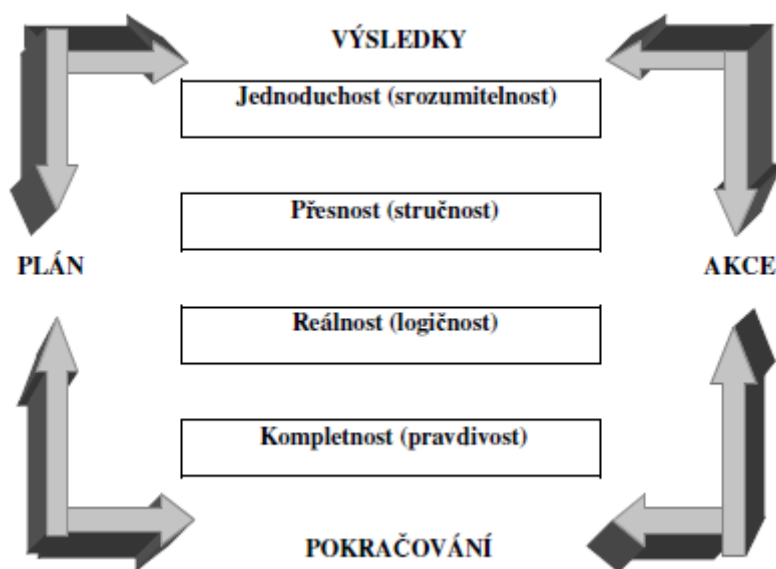 VÝSLEDKY
Jednoduchost (srozumitelnost)
Přesnost (stručnost)
PLÁN
AKCE
Reálnost (logičnost)
Kompletnost (pravdivost)
POKRAČOVÁNÍ